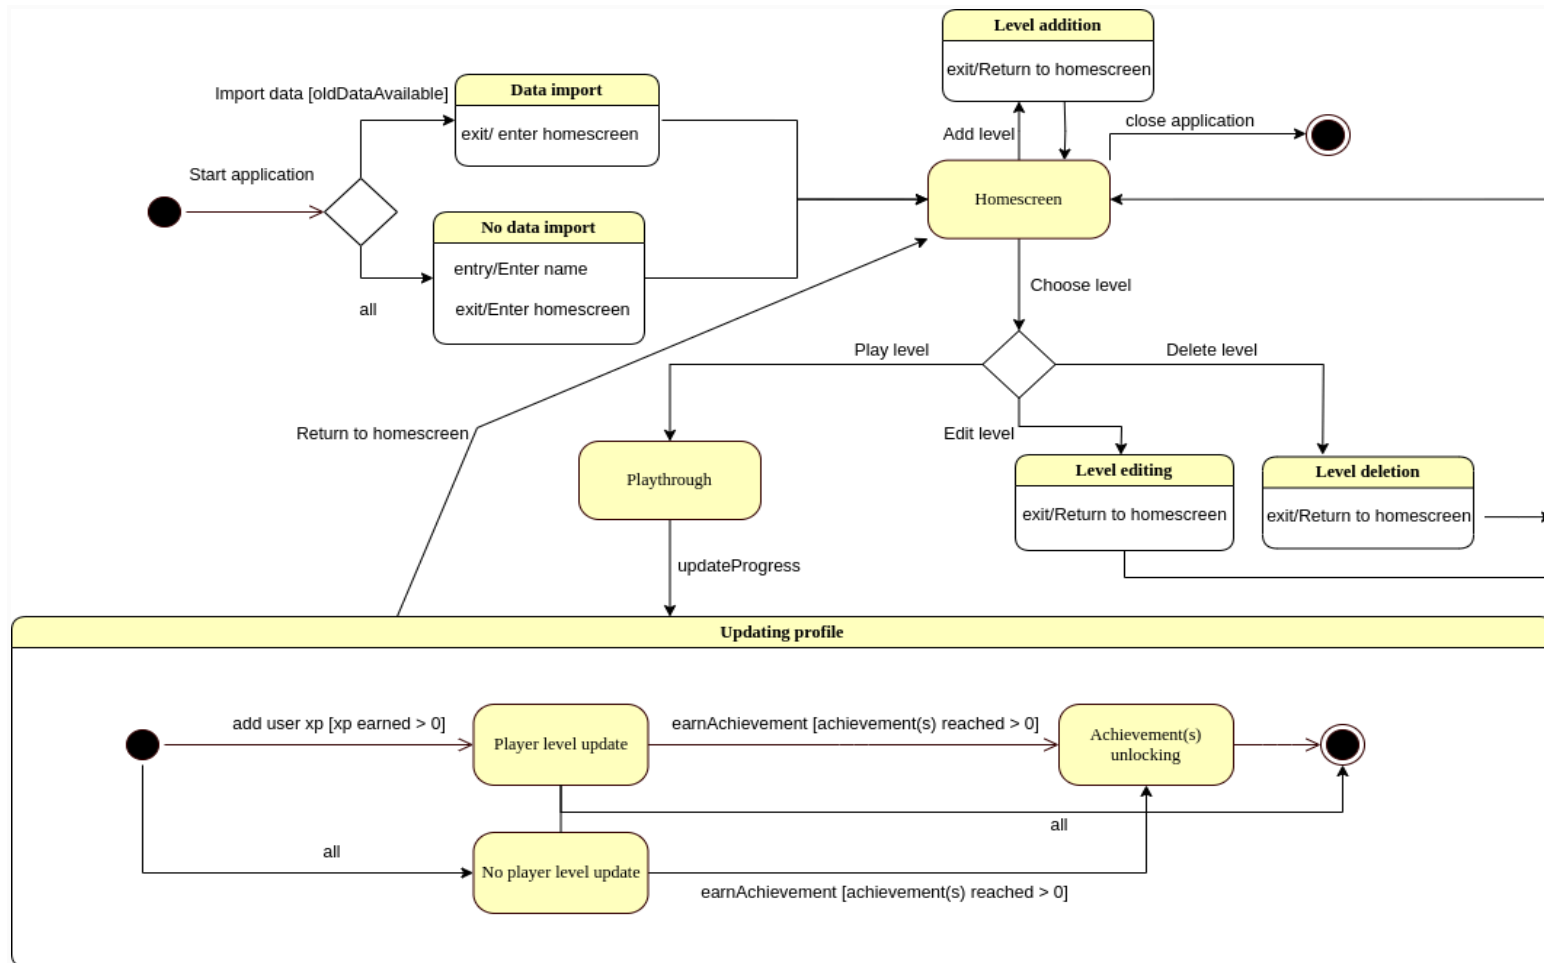 Level addition
exit/Return to homescreen
Import data [oldDataAvailable]
Data import
exit/ enter homescreen
Add level
close application
Start application
Homescreen
No data import
entry/Enter name
exit/Enter homescreen
all
Choose level
Play level
Delete level
Return to homescreen
Edit level
Playthrough
Level editing
exit/Return to homescreen
Level deletion
exit/Return to homescreen
updateProgress
Updating profile
add user xp [xp earned > 0]
Player level update
earnAchievement [achievement(s) reached > 0]
Achievement(s)
unlocking
all
all
No player level update
earnAchievement [achievement(s) reached > 0]